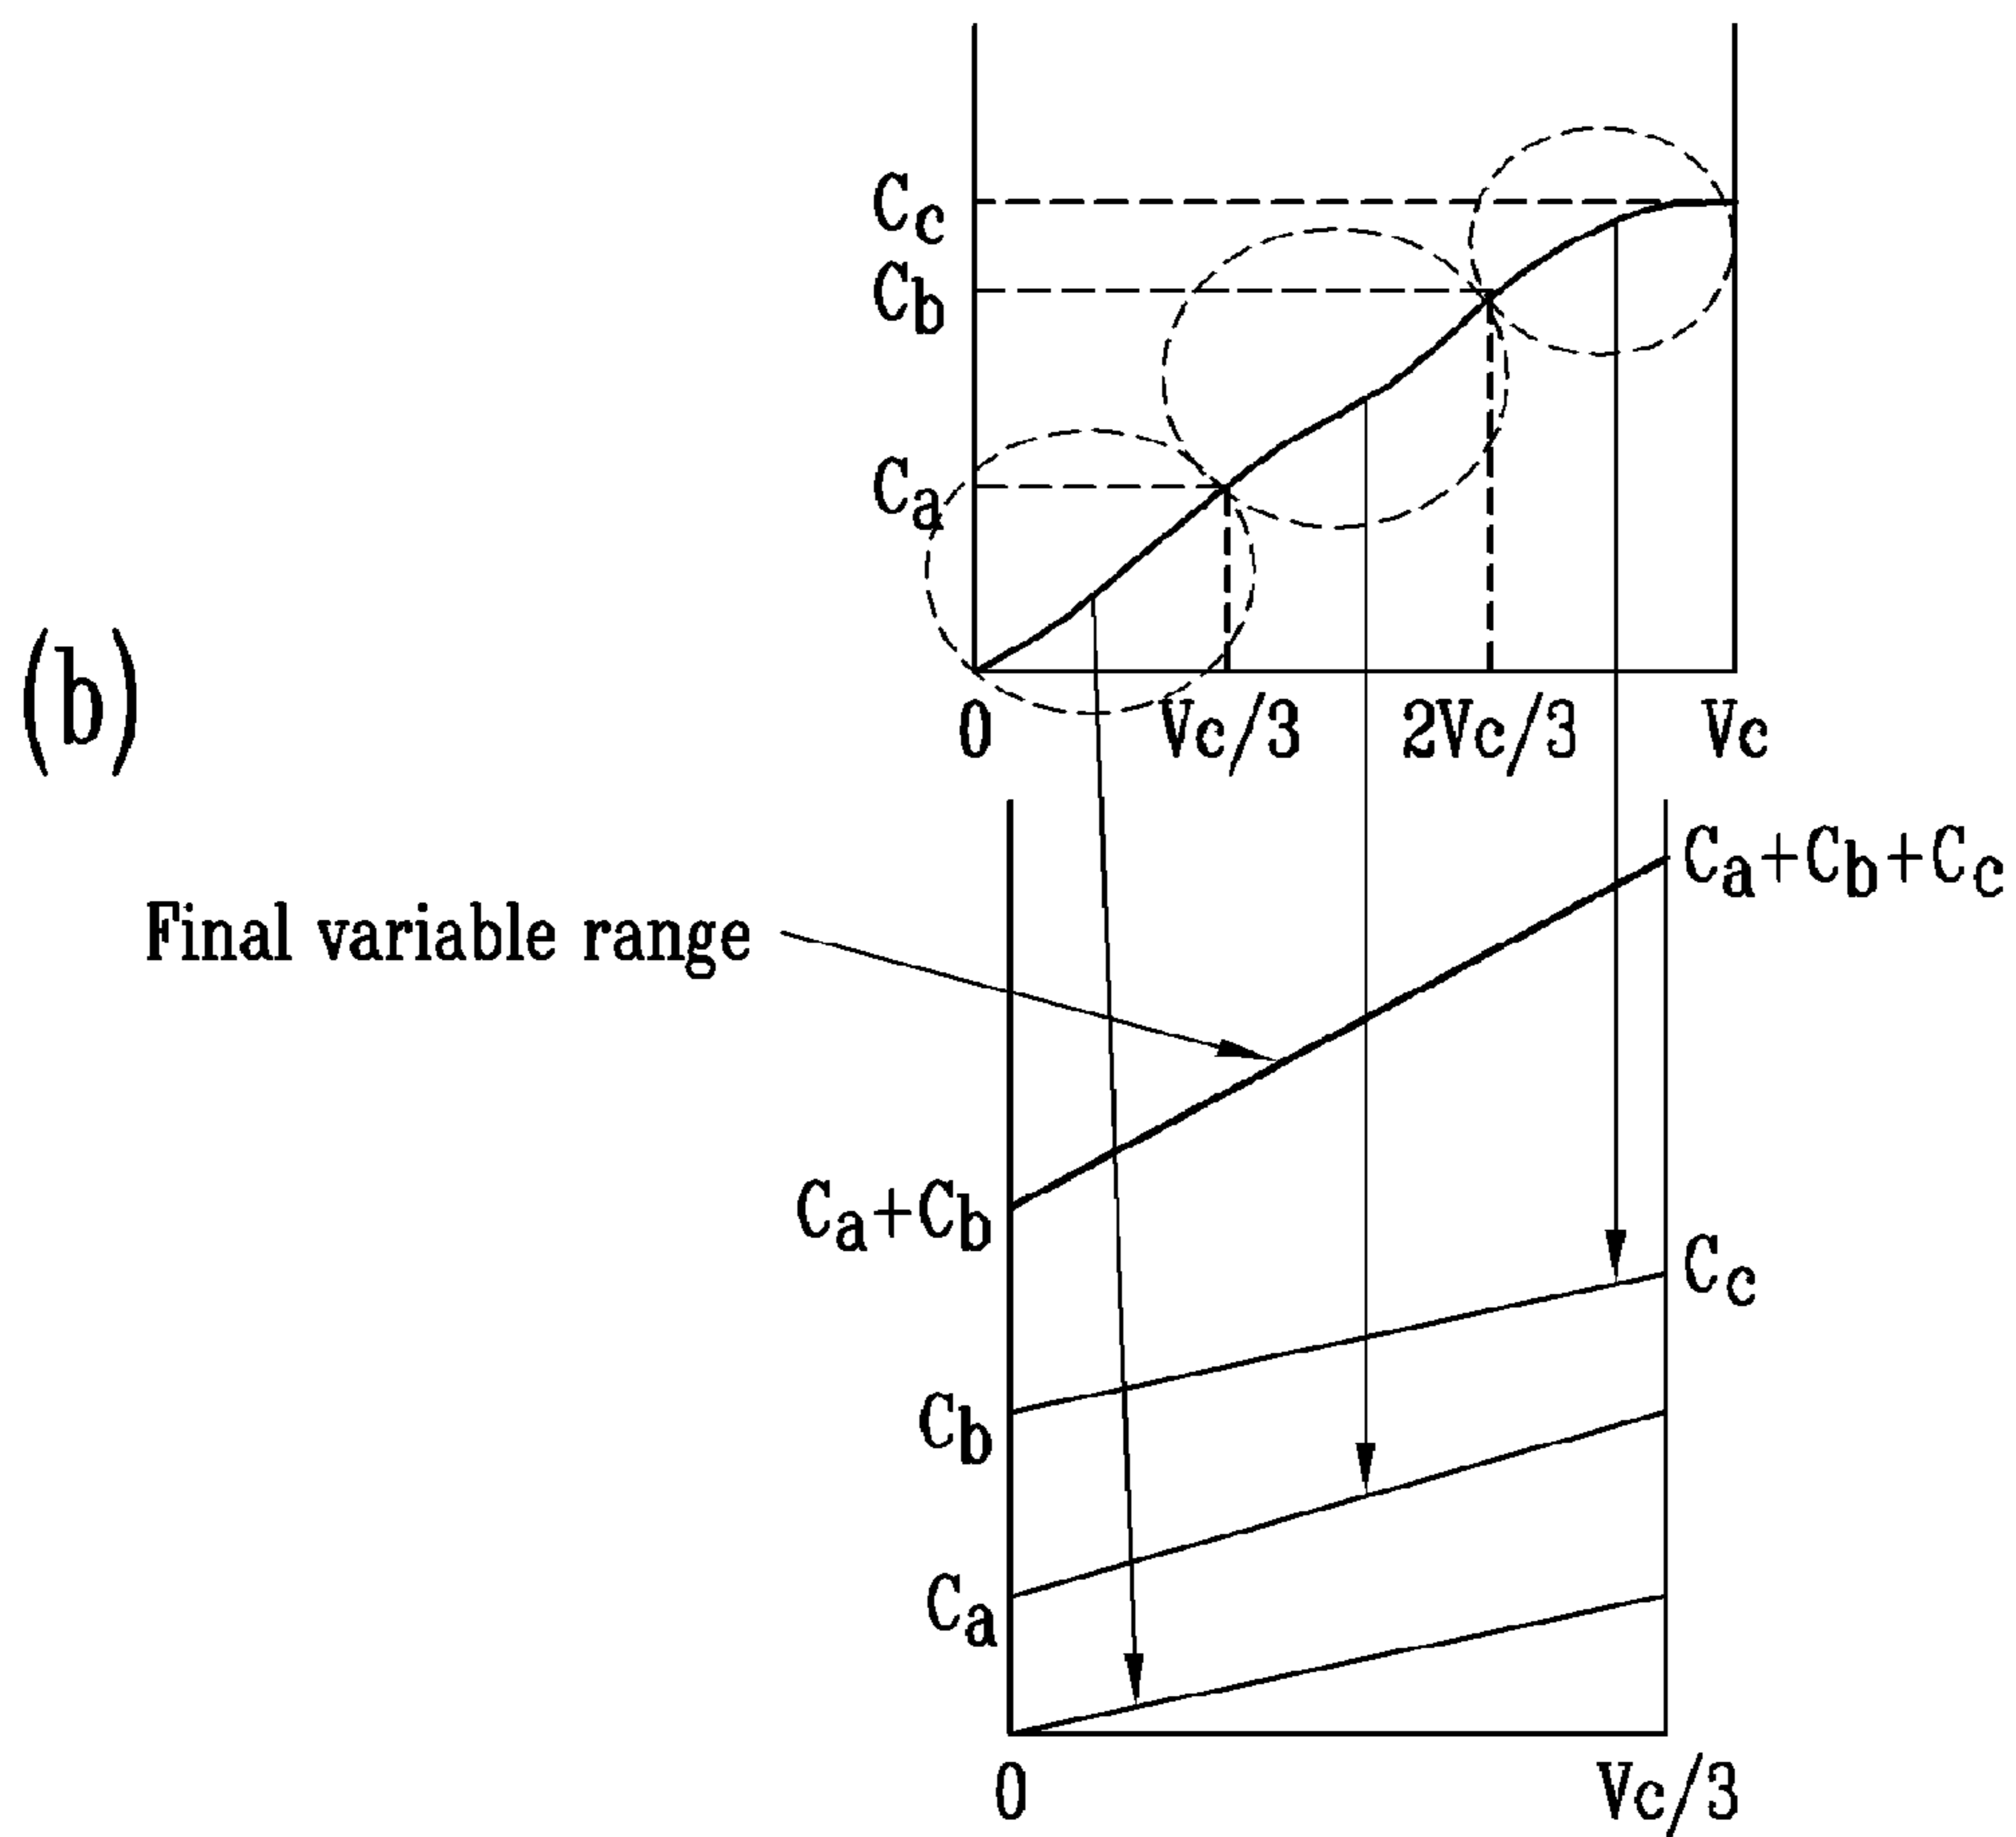 Cc
Cb
Ca
(b)
0 Vc/3 2Vc/3 Vc
Ca+Cb+Cc
Final variable range
Ca+Cb
Cc
Cb
Ca
0 Vc/3